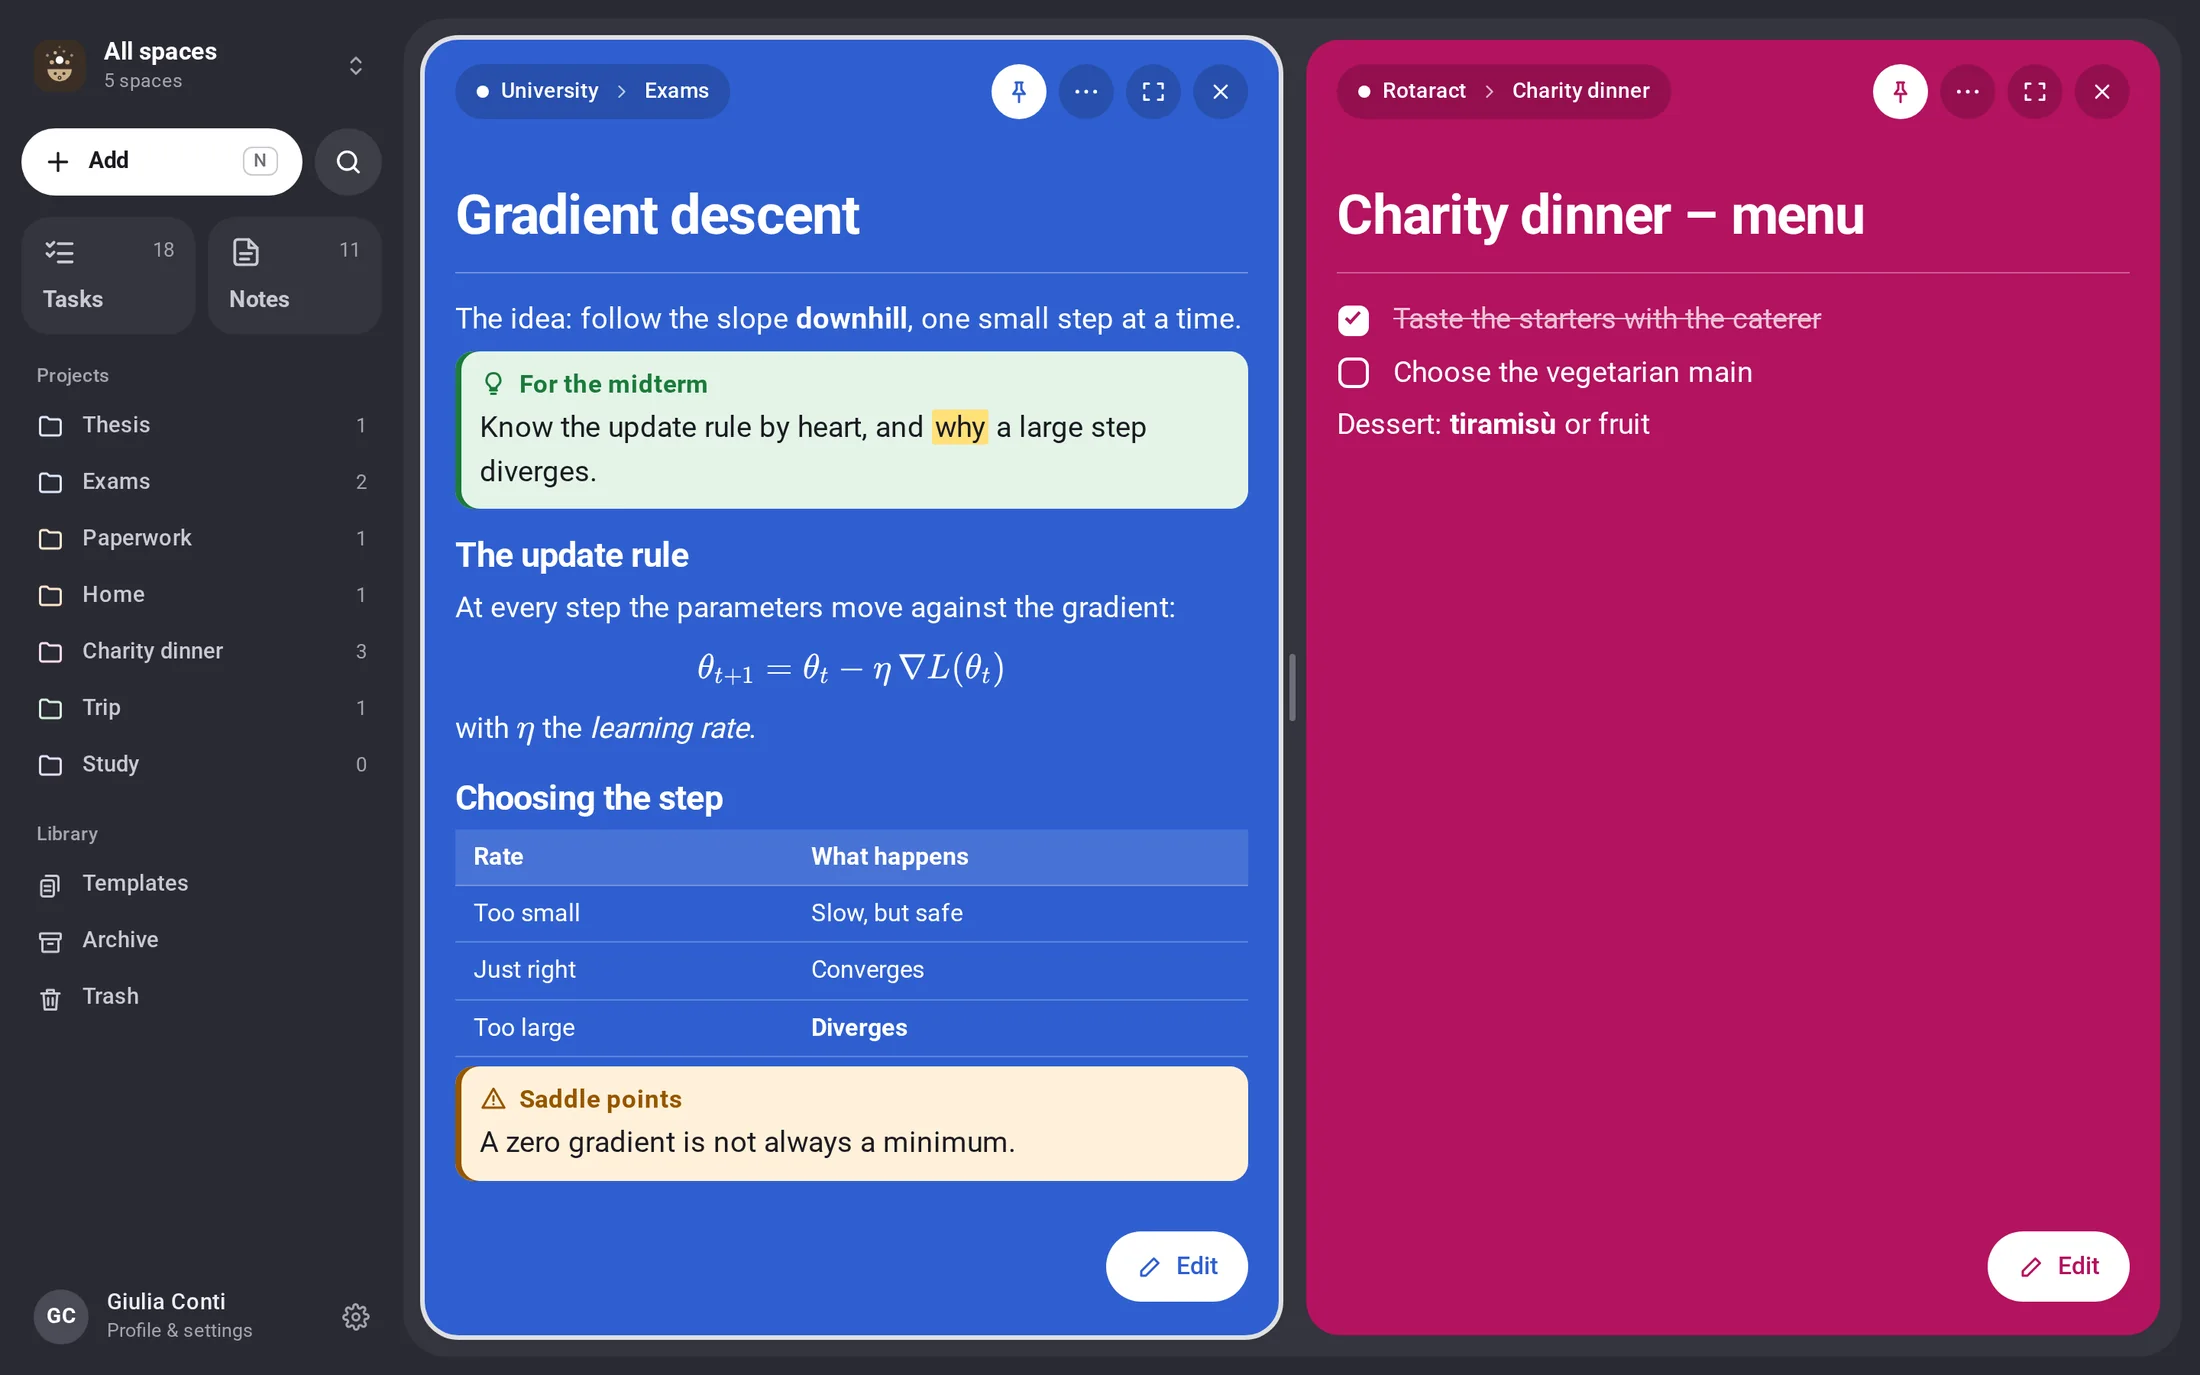 All spaces
5 spaces
Add N
18
Tasks
11
Notes
Projects
Thesis 1
Exams 2
Paperwork 1
Home 1
Charity dinner 3
Trip 1
Study 0
Library
Templates
Archive
Trash
GC
Giulia Conti
Profile & settings
University > Exams
Gradient descent
The idea: follow the slope downhill, one small step at a time.
For the midterm
Know the update rule by heart, and why a large step
diverges.
The update rule
At every step the parameters move against the gradient:
θₜ₊₁ = θₜ − η ∇L(θₜ)
with η the learning rate.
Choosing the step
Rate What happens
Too small Slow, but safe
Just right Converges
Too large Diverges
Saddle points
A zero gradient is not always a minimum.
Edit
Rotaract > Charity dinner
Charity dinner – menu
Taste the starters with the caterer
Choose the vegetarian main
Dessert: tiramisù or fruit
Edit